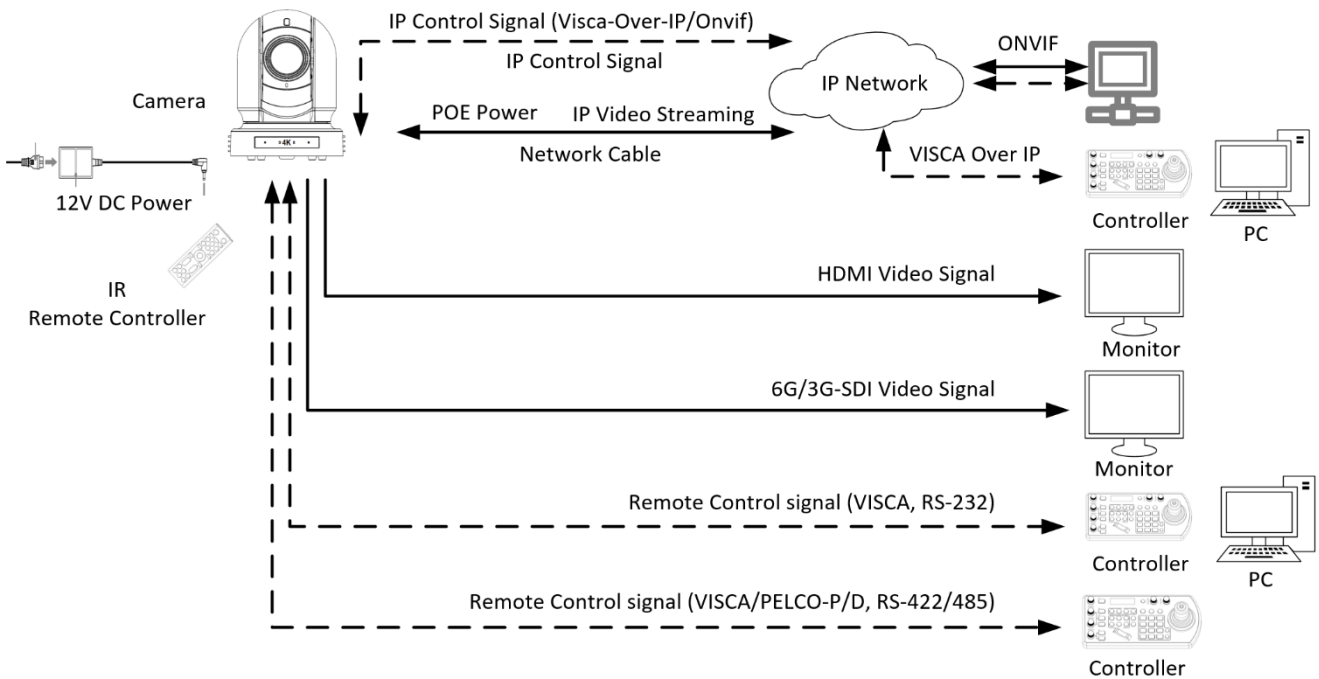 IP Control Signal (Visca-Over-IP/Onvif)
IP Control Signal
ONVIF
IP Network
Camera
POE Power IP Video Streaming
Network Cable
4K
VISCA Over IP
12V DC Power
Controller
PC
HDMI Video Signal
IR
Remote Controller
Monitor
6G/3G-SDI Video Signal
Monitor
Remote Control signal (VISCA, RS-232)
Controller
PC
Remote Control signal (VISCA/PELCO-P/D, RS-422/485)
Controller